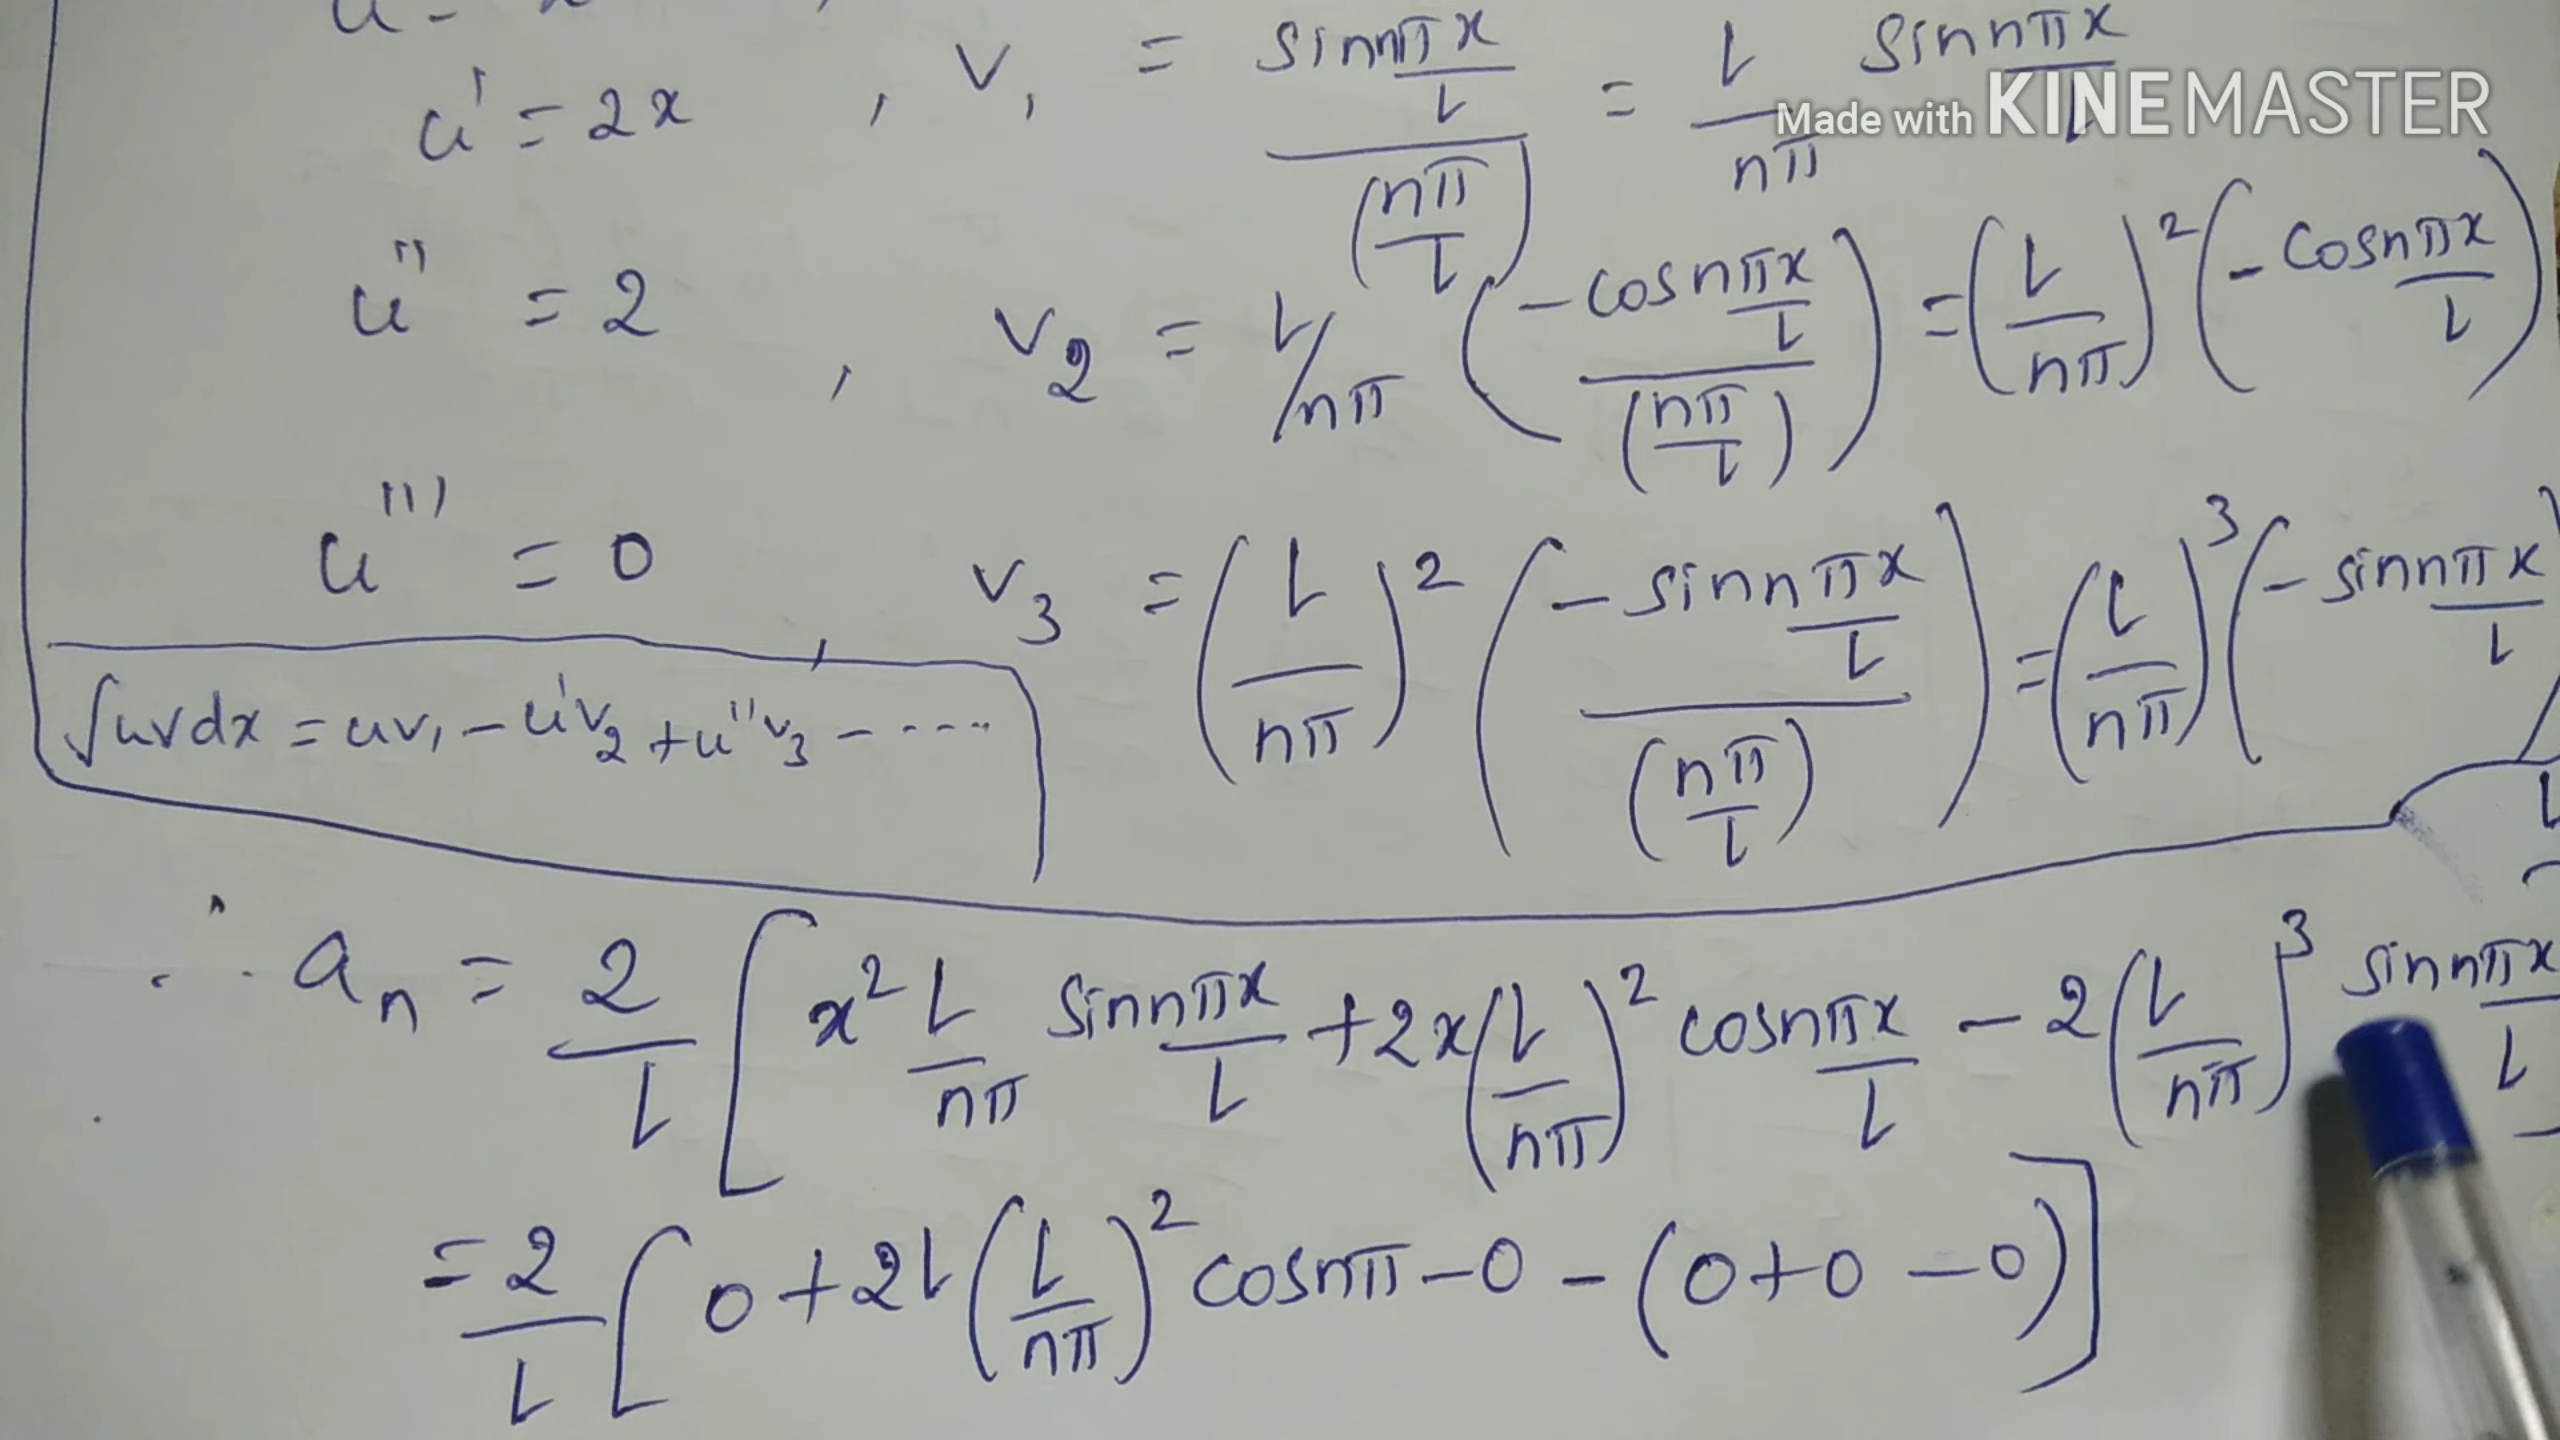 u' = 2x , v₁ = sin nπx/l / (nπ/l) = l/nπ sin nπx/l
Made with KINEMASTER
u'' = 2 , v₂ = l/nπ (-cos nπx/l / (nπ/l)) = (l/nπ)² (-cos nπx/l)
u''' = 0 , v₃ = (l/nπ)² (-sin nπx/l / (nπ/l)) = (l/nπ)³ (-sin nπx/l
∫uvdx = uv₁ - u'v₂ + u''v₃ - ----
∴ aₙ = 2/l [ x² l/nπ sin nπx/l + 2x (l/nπ)² cos nπx/l - 2 (l/nπ)³ sin nπx/l
= 2/l [ 0 + 2l (l/nπ)² cos nπ - 0 - (0 + 0 - 0) ]